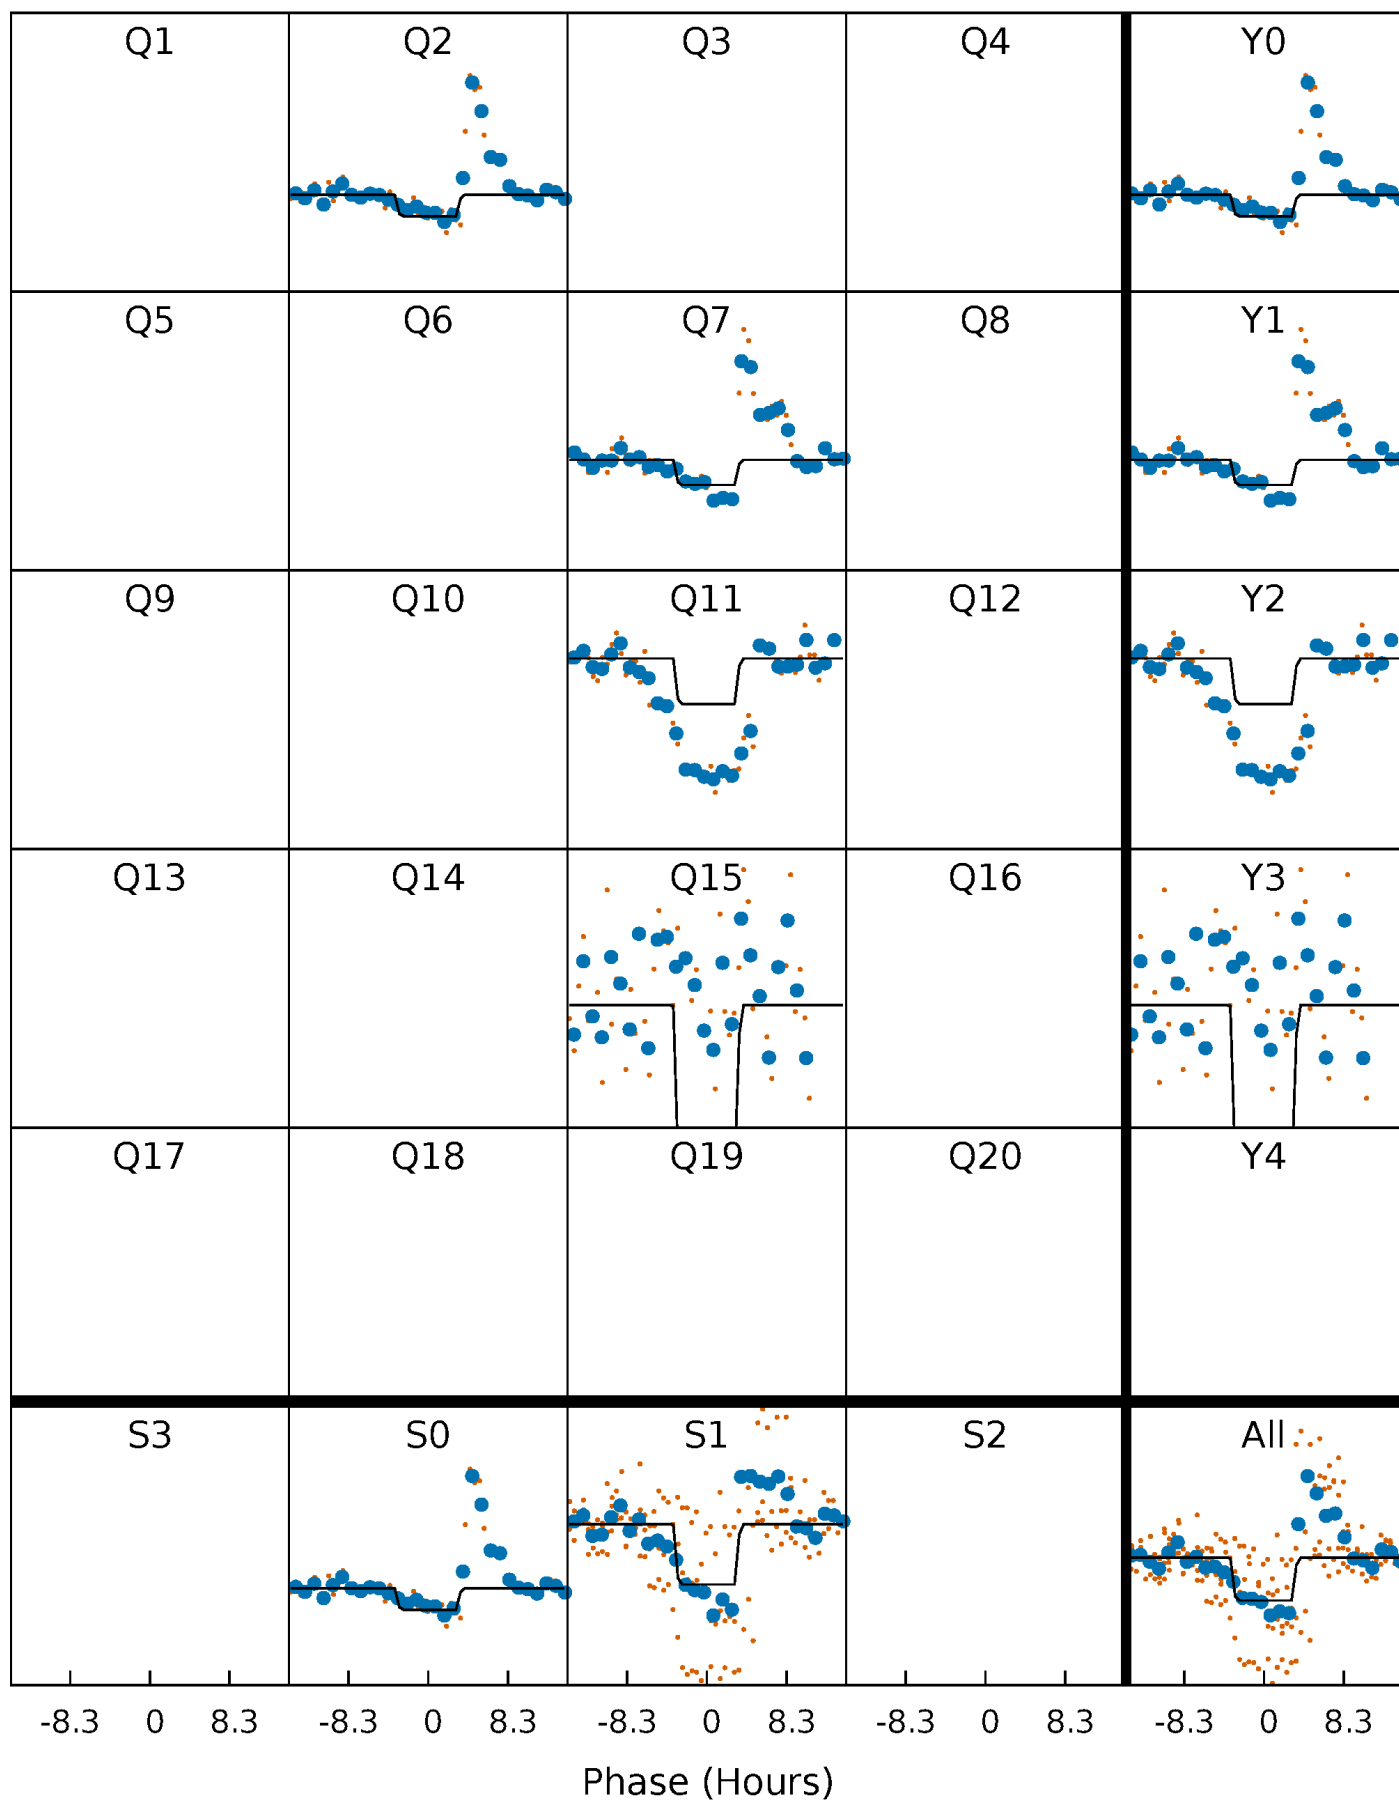 Q1 Q2 Q3 Q4 Y0
Q5 Q6 Q7 Q8 Y1
Q9 Q10 Q11 Q12 Y2
Q13 Q14 Q15 Q16 Y3
Q17 Q18 Q19 Q20 Y4
S3 S0 S1 S2 All
-8.3 0 8.3 -8.3 0 8.3 -8.3 0 8.3 -8.3 0 8.3 -8.3 0 8.3
Phase (Hours)